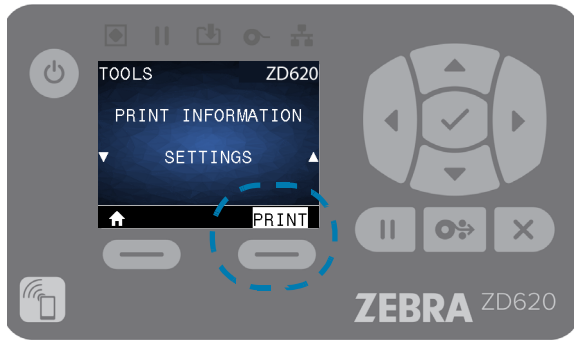 TOOLS ZD620
PRINT INFORMATION
SETTINGS
PRINT
ZEBRA ZD620